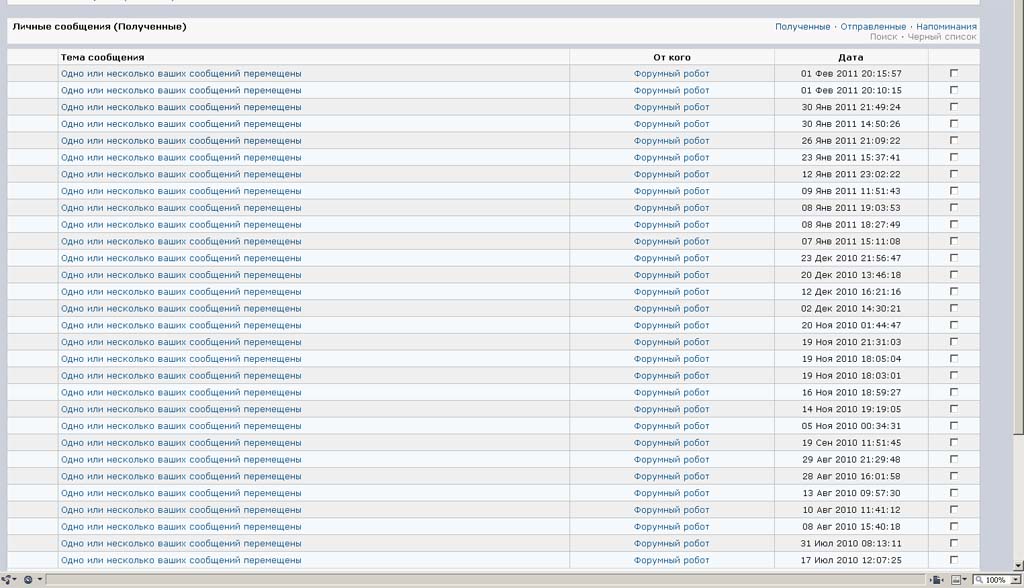 Личные сообщения (Полученные)
Полученные · Отправленные · Напоминания
Поиск · Черный список
Тема сообщения От кого Дата
Одно или несколько ваших сообщений перемещены Форумный робот 01 Фев 2011 20:15:57
Одно или несколько ваших сообщений перемещены Форумный робот 01 Фев 2011 20:10:15
Одно или несколько ваших сообщений перемещены Форумный робот 30 Янв 2011 21:49:24
Одно или несколько ваших сообщений перемещены Форумный робот 30 Янв 2011 14:50:26
Одно или несколько ваших сообщений перемещены Форумный робот 26 Янв 2011 21:09:22
Одно или несколько ваших сообщений перемещены Форумный робот 23 Янв 2011 15:37:41
Одно или несколько ваших сообщений перемещены Форумный робот 12 Янв 2011 23:02:22
Одно или несколько ваших сообщений перемещены Форумный робот 09 Янв 2011 11:51:43
Одно или несколько ваших сообщений перемещены Форумный робот 08 Янв 2011 19:03:53
Одно или несколько ваших сообщений перемещены Форумный робот 08 Янв 2011 18:27:49
Одно или несколько ваших сообщений перемещены Форумный робот 07 Янв 2011 15:11:08
Одно или несколько ваших сообщений перемещены Форумный робот 23 Дек 2010 21:56:47
Одно или несколько ваших сообщений перемещены Форумный робот 20 Дек 2010 13:46:18
Одно или несколько ваших сообщений перемещены Форумный робот 12 Дек 2010 16:21:16
Одно или несколько ваших сообщений перемещены Форумный робот 02 Дек 2010 14:30:21
Одно или несколько ваших сообщений перемещены Форумный робот 20 Ноя 2010 01:44:47
Одно или несколько ваших сообщений перемещены Форумный робот 19 Ноя 2010 21:31:03
Одно или несколько ваших сообщений перемещены Форумный робот 19 Ноя 2010 18:05:04
Одно или несколько ваших сообщений перемещены Форумный робот 19 Ноя 2010 18:03:01
Одно или несколько ваших сообщений перемещены Форумный робот 16 Ноя 2010 18:59:27
Одно или несколько ваших сообщений перемещены Форумный робот 14 Ноя 2010 19:19:05
Одно или несколько ваших сообщений перемещены Форумный робот 05 Ноя 2010 00:34:31
Одно или несколько ваших сообщений перемещены Форумный робот 19 Сен 2010 11:51:45
Одно или несколько ваших сообщений перемещены Форумный робот 29 Авг 2010 21:29:48
Одно или несколько ваших сообщений перемещены Форумный робот 28 Авг 2010 16:01:58
Одно или несколько ваших сообщений перемещены Форумный робот 13 Авг 2010 09:57:30
Одно или несколько ваших сообщений перемещены Форумный робот 10 Авг 2010 11:41:12
Одно или несколько ваших сообщений перемещены Форумный робот 08 Авг 2010 15:40:18
Одно или несколько ваших сообщений перемещены Форумный робот 31 Июл 2010 08:13:11
Одно или несколько ваших сообщений перемещены Форумный робот 17 Июл 2010 12:07:25
100%